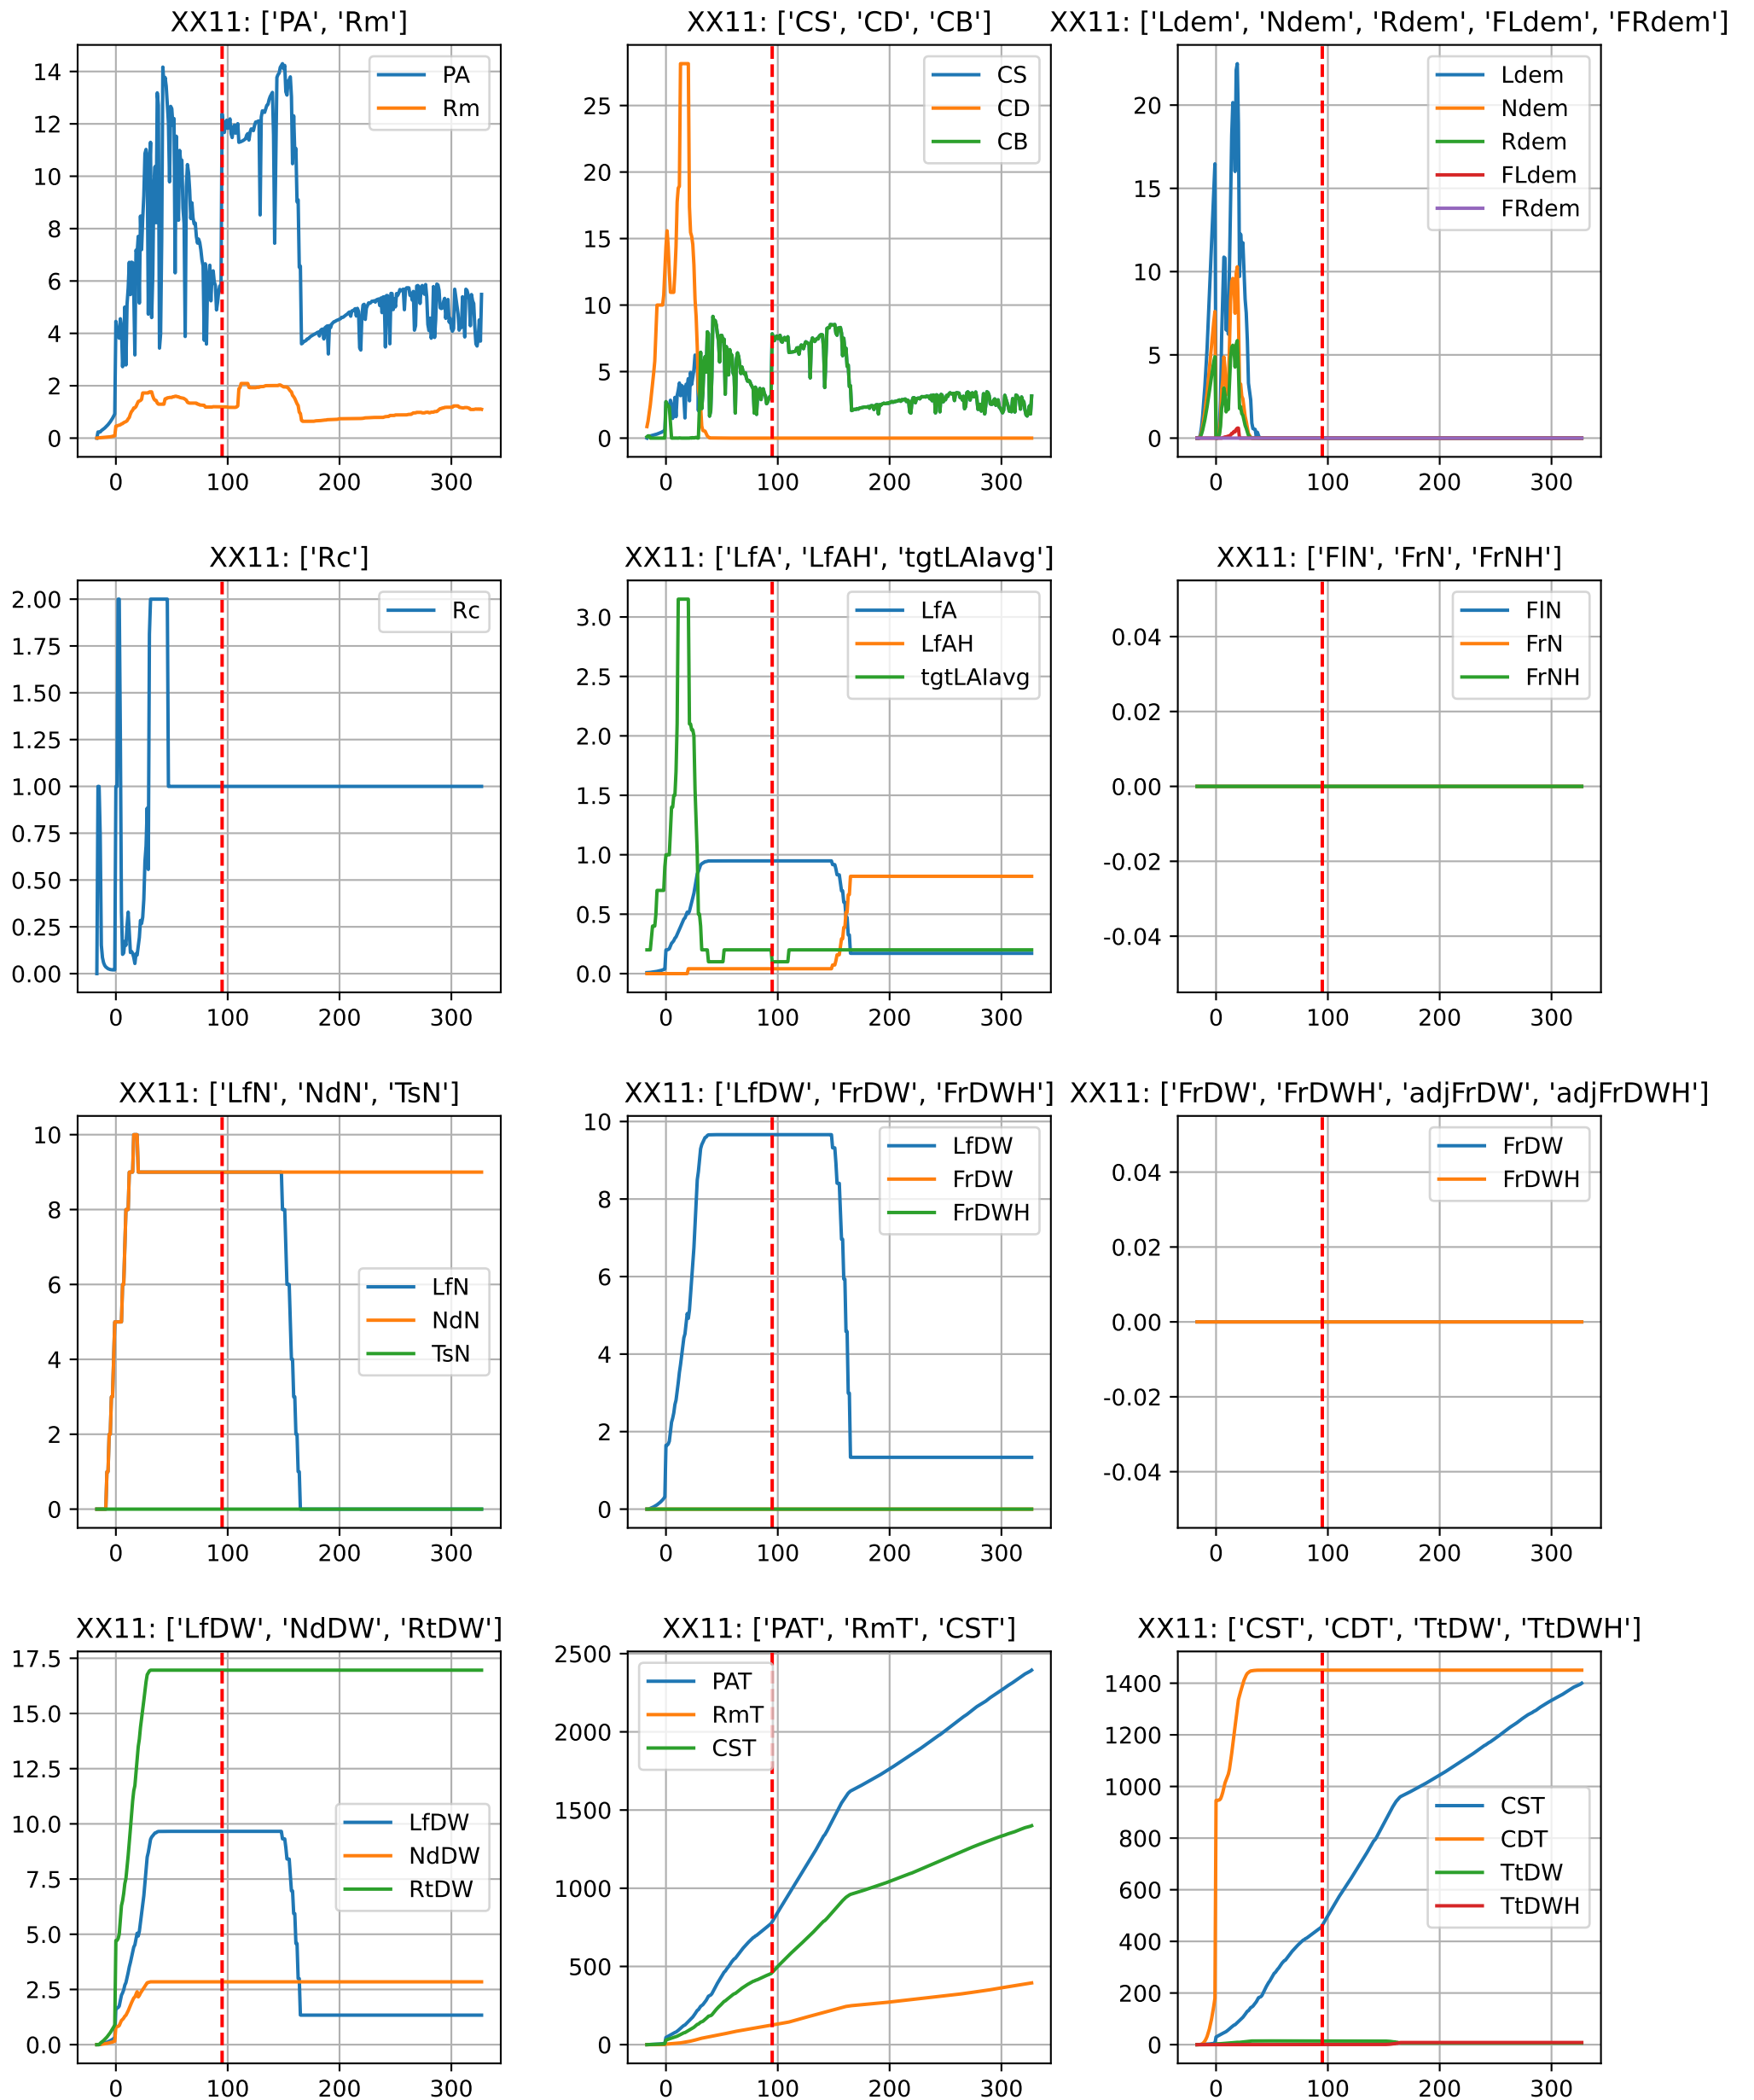 XX11: ['PA', 'Rm']
14
12
10
8
6
4
2
0
0 100 200 300
PA
Rm
XX11: ['CS', 'CD', 'CB']
25
20
15
10
5
0
0 100 200 300
CS
CD
CB
XX11: ['Ldem', 'Ndem', 'Rdem', 'FLdem', 'FRdem']
20
15
10
5
0
0 100 200 300
Ldem
Ndem
Rdem
FLdem
FRdem
XX11: ['Rc']
2.00
1.75
1.50
1.25
1.00
0.75
0.50
0.25
0.00
0 100 200 300
Rc
XX11: ['LfA', 'LfAH', 'tgtLAIavg']
3.0
2.5
2.0
1.5
1.0
0.5
0.0
0 100 200 300
LfA
LfAH
tgtLAIavg
XX11: ['FlN', 'FrN', 'FrNH']
0.04
0.02
0.00
-0.02
-0.04
0 100 200 300
FlN
FrN
FrNH
XX11: ['LfN', 'NdN', 'TsN']
10
8
6
4
2
0
0 100 200 300
LfN
NdN
TsN
XX11: ['LfDW', 'FrDW', 'FrDWH']
10
8
6
4
2
0
0 100 200 300
LfDW
FrDW
FrDWH
XX11: ['FrDW', 'FrDWH', 'adjFrDW', 'adjFrDWH']
0.04
0.02
0.00
-0.02
-0.04
0 100 200 300
FrDW
FrDWH
XX11: ['LfDW', 'NdDW', 'RtDW']
17.5
15.0
12.5
10.0
7.5
5.0
2.5
0.0
0 100 200 300
LfDW
NdDW
RtDW
XX11: ['PAT', 'RmT', 'CST']
2500
2000
1500
1000
500
0
0 100 200 300
PAT
RmT
CST
XX11: ['CST', 'CDT', 'TtDW', 'TtDWH']
1400
1200
1000
800
600
400
200
0
0 100 200 300
CST
CDT
TtDW
TtDWH